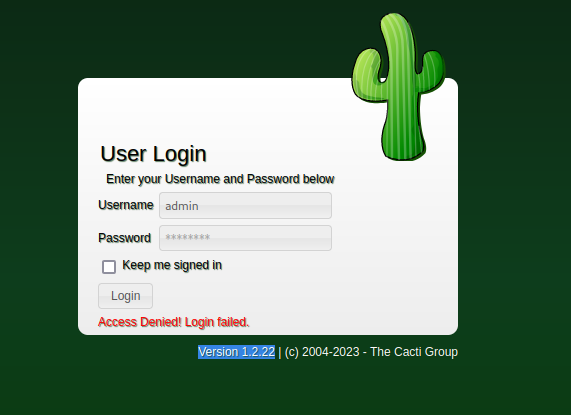 User Login
Enter your Username and Password below
Username admin
Password ********
Keep me signed in
Login
Access Denied! Login failed.
Version 1.2.22 | (c) 2004-2023 - The Cacti Group